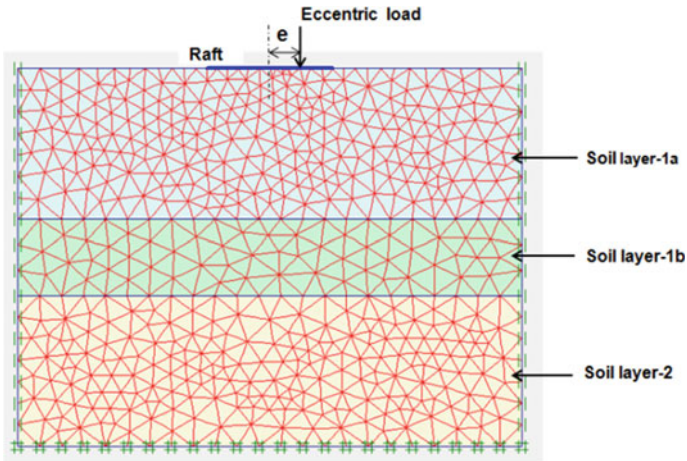 Eccentric load
e
Raft
Soil layer-1a
Soil layer-1b
Soil layer-2